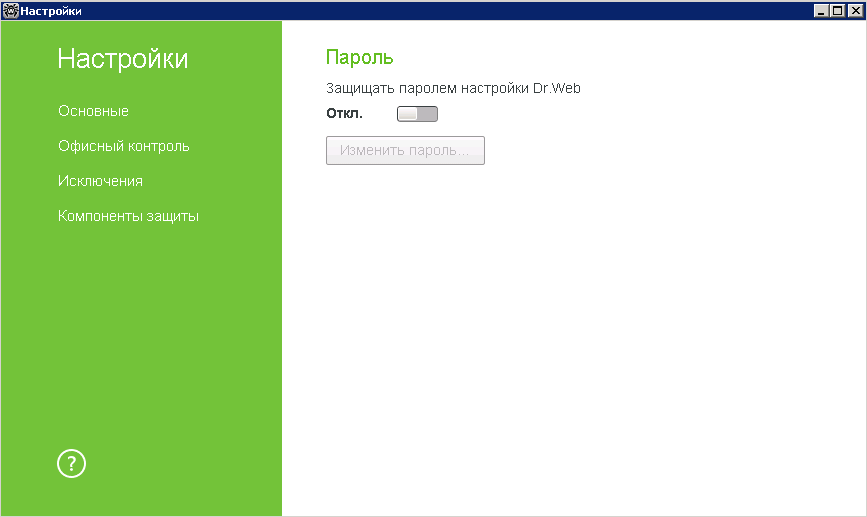 Настройки
Настройки
Основные
Офисный контроль
Исключения
Компоненты защиты
?
Пароль
Защищать паролем настройки Dr.Web
Откл.
Изменить пароль...